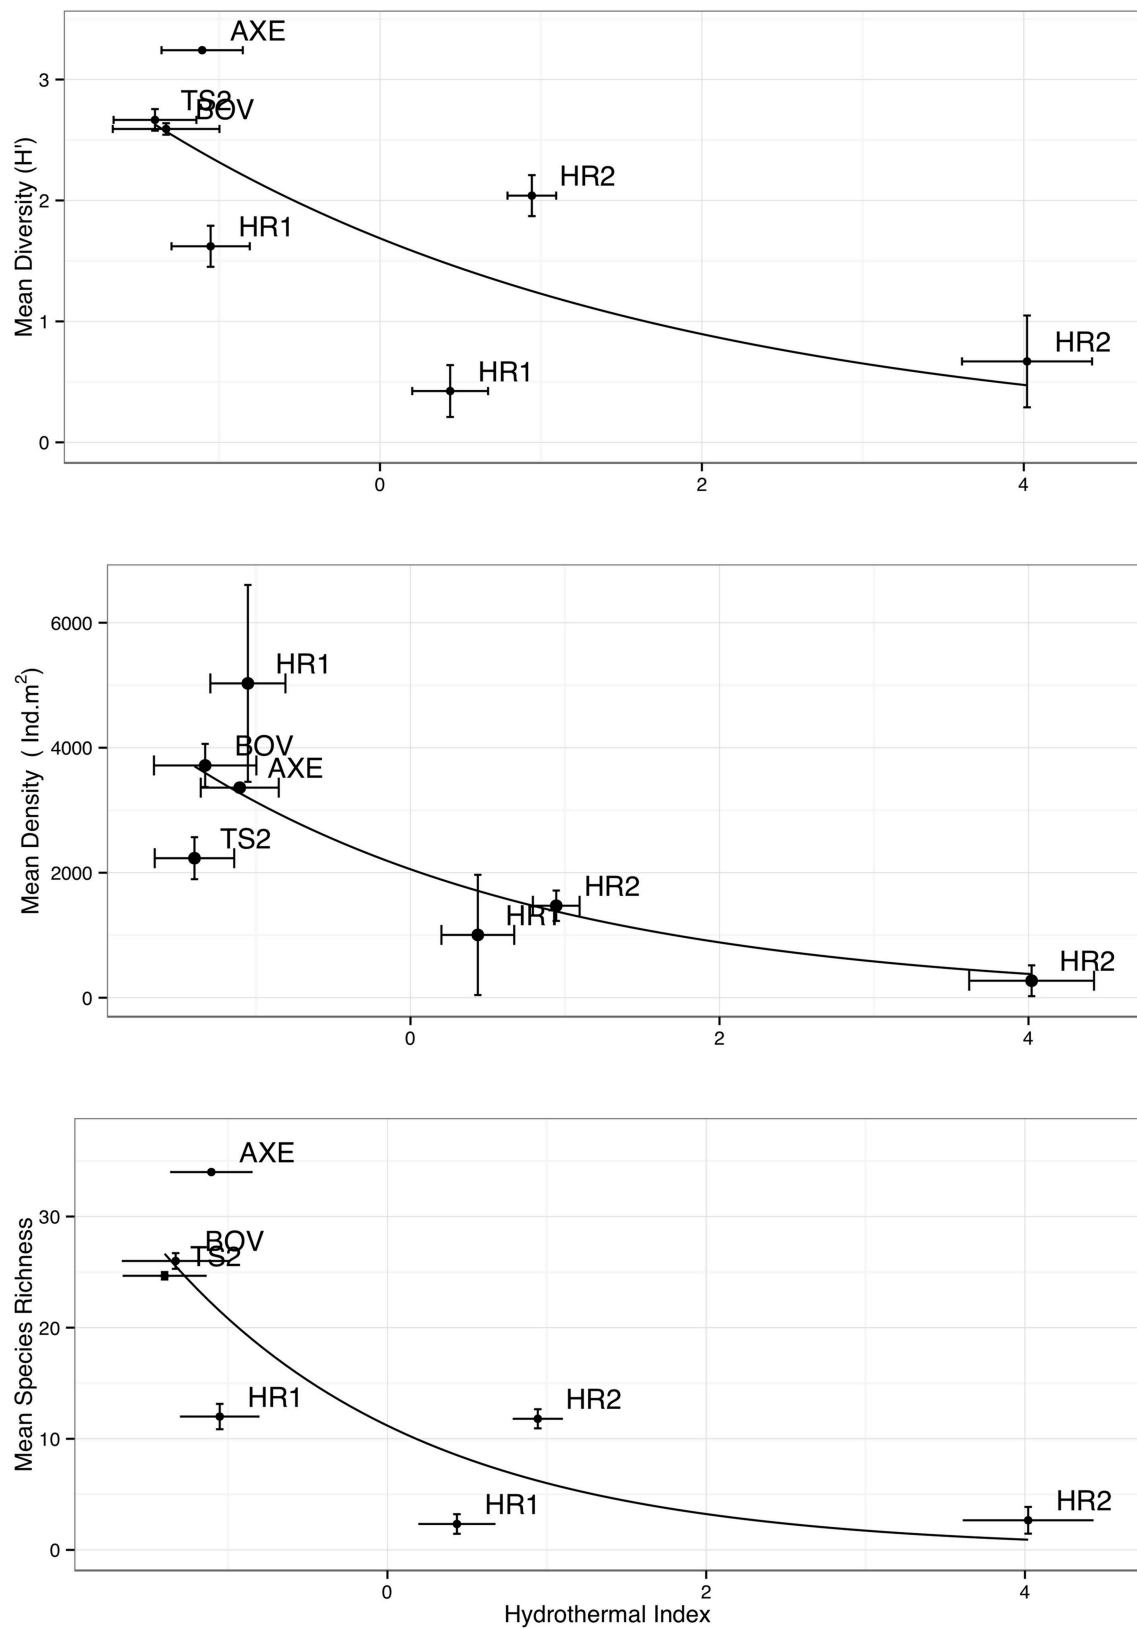 AXE
3
TS2
BOV
HR2
2
HR1
Mean Diversity (H')
1
HR2
HR1
0
0 2 4
6000
HR1
4000
BOV
AXE
Mean Density ( Ind.m²)
TS2
2000
HR2
HR1
HR2
0
0 2 4
AXE
30
BOV
TS2
20
Mean Species Richness
HR1
HR2
10
HR1
HR2
0
0 2 4
Hydrothermal Index